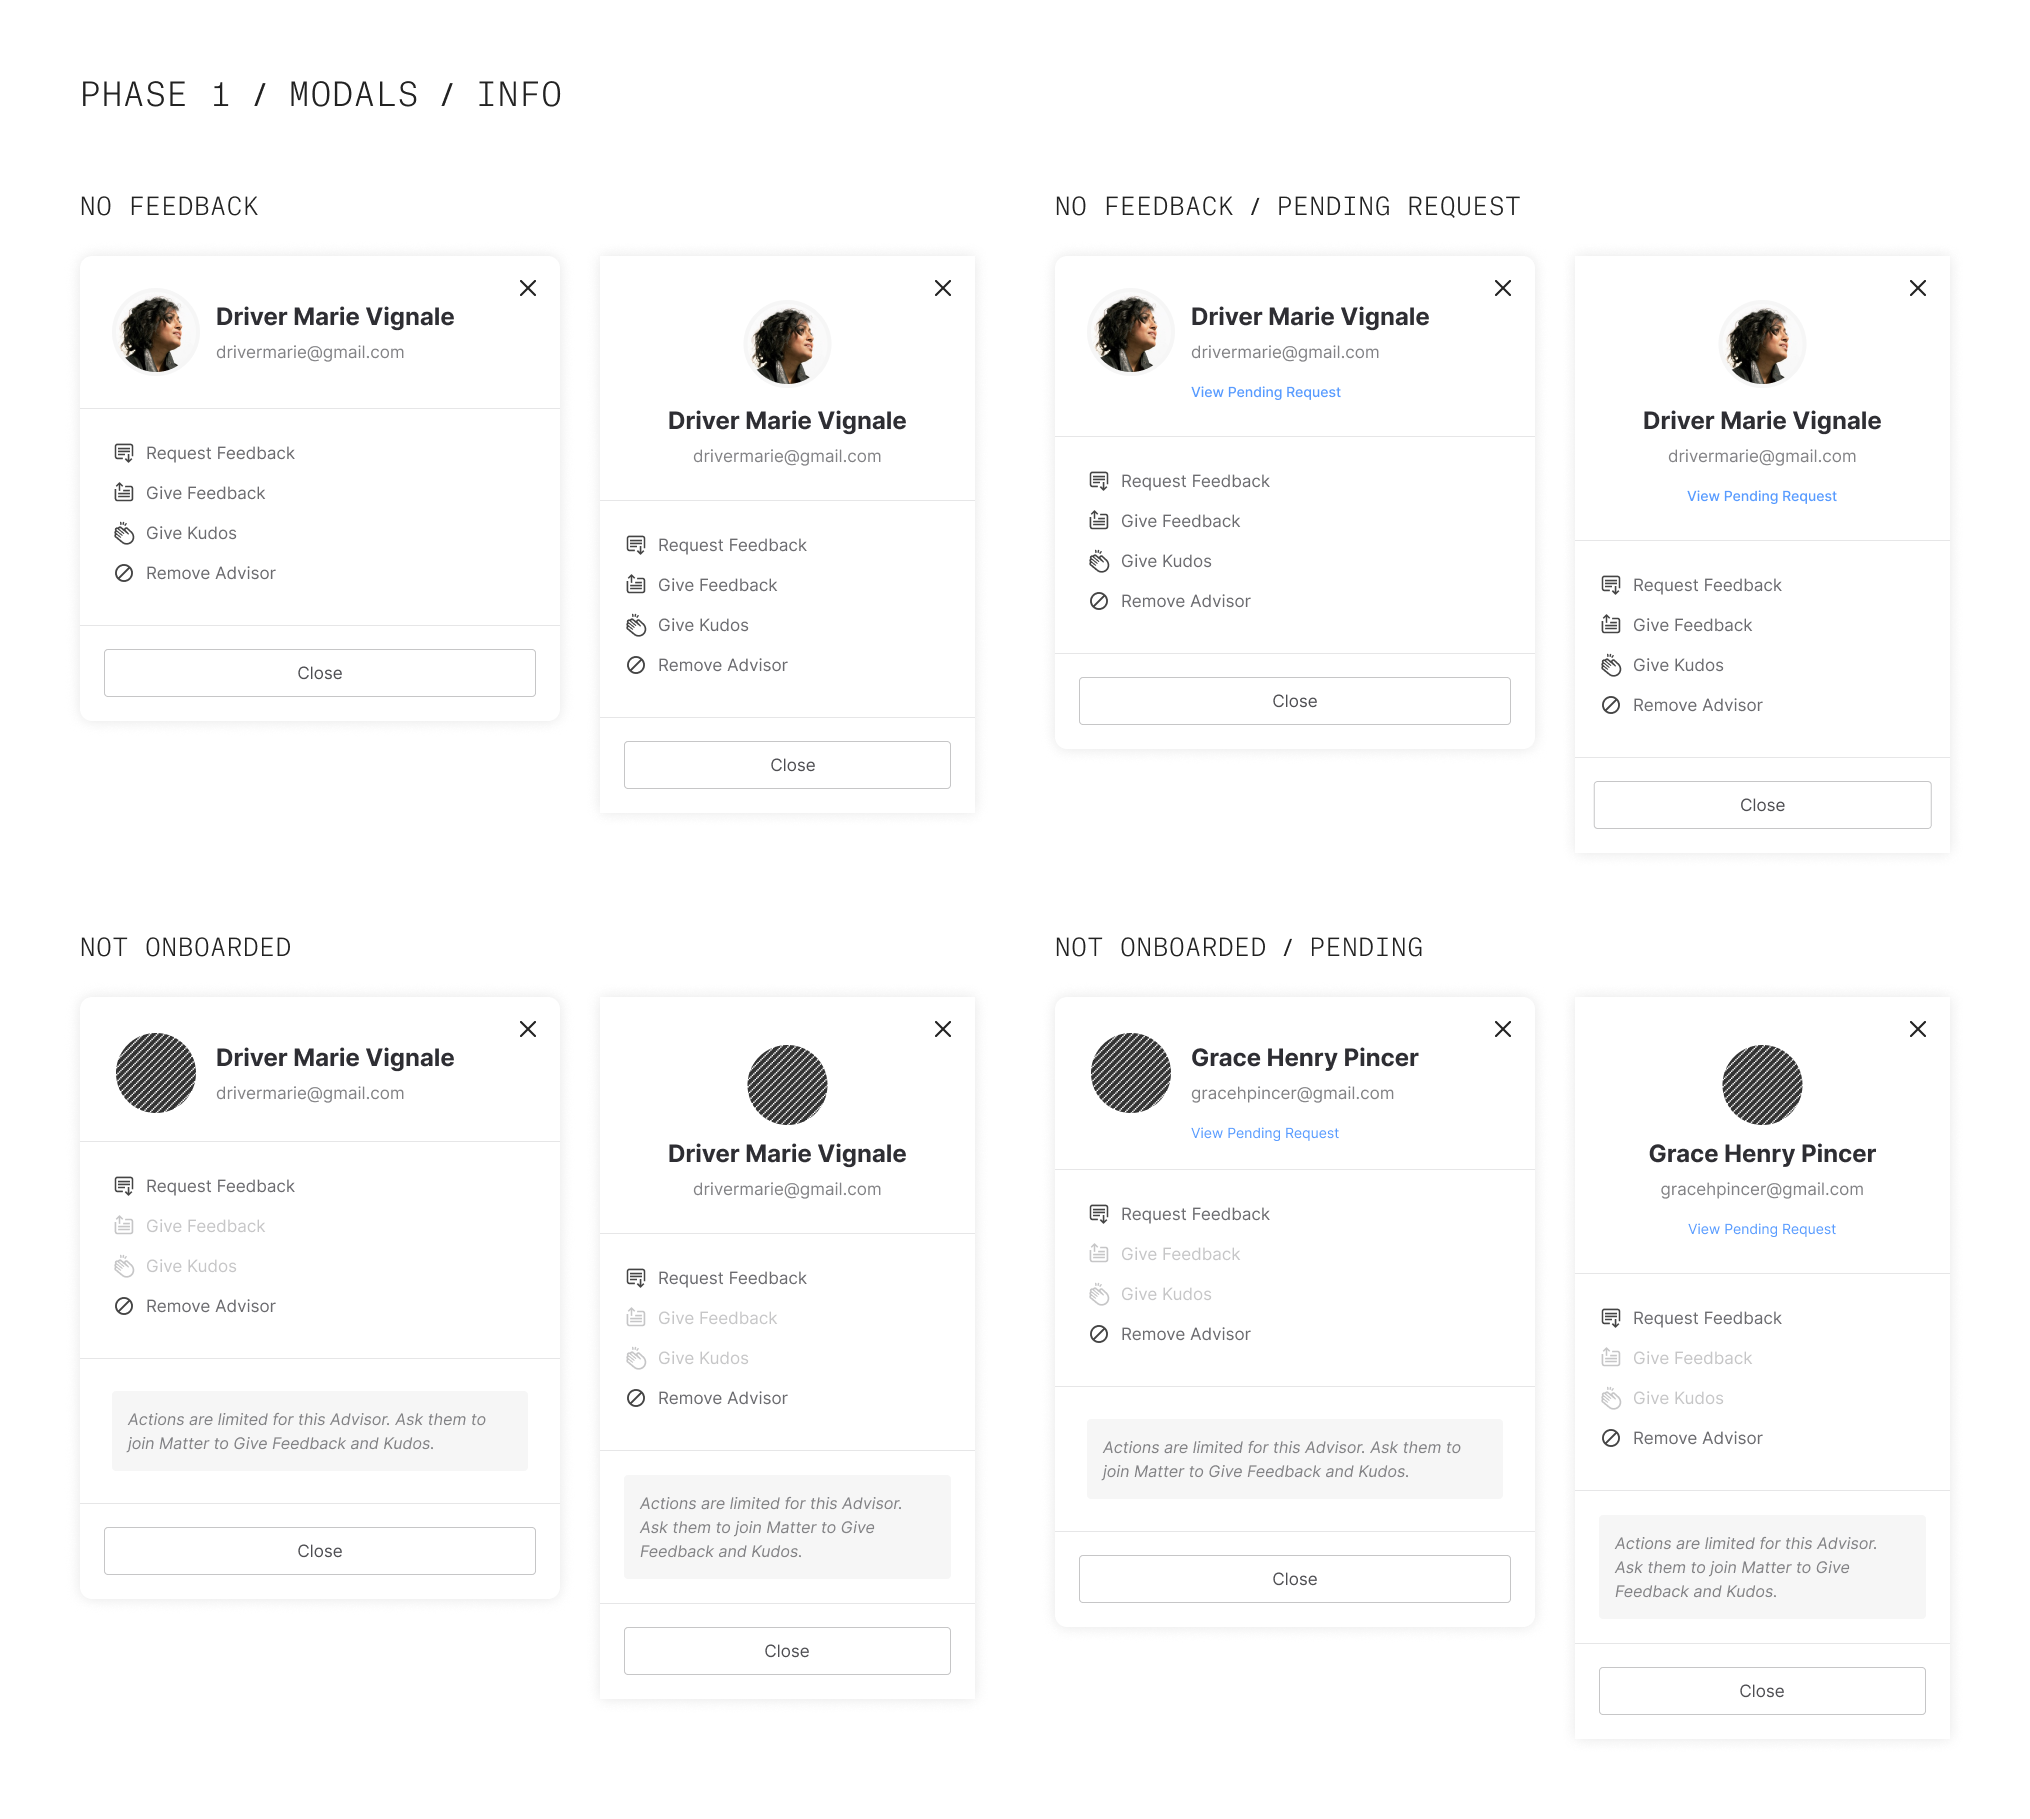 PHASE 1 / MODALS / INFO
NO FEEDBACK
Driver Marie Vignale
drivermarie@gmail.com
Request Feedback
Give Feedback
Give Kudos
Remove Advisor
Close
Driver Marie Vignale
drivermarie@gmail.com
Request Feedback
Give Feedback
Give Kudos
Remove Advisor
Close
NO FEEDBACK / PENDING REQUEST
Driver Marie Vignale
drivermarie@gmail.com
View Pending Request
Request Feedback
Give Feedback
Give Kudos
Remove Advisor
Close
Driver Marie Vignale
drivermarie@gmail.com
View Pending Request
Request Feedback
Give Feedback
Give Kudos
Remove Advisor
Close
NOT ONBOARDED
Driver Marie Vignale
drivermarie@gmail.com
Request Feedback
Give Feedback
Give Kudos
Remove Advisor
Actions are limited for this Advisor. Ask them to
join Matter to Give Feedback and Kudos.
Close
Driver Marie Vignale
drivermarie@gmail.com
Request Feedback
Give Feedback
Give Kudos
Remove Advisor
Actions are limited for this Advisor.
Ask them to join Matter to Give
Feedback and Kudos.
Close
NOT ONBOARDED / PENDING
Grace Henry Pincer
gracehpincer@gmail.com
View Pending Request
Request Feedback
Give Feedback
Give Kudos
Remove Advisor
Actions are limited for this Advisor. Ask them to
join Matter to Give Feedback and Kudos.
Close
Grace Henry Pincer
gracehpincer@gmail.com
View Pending Request
Request Feedback
Give Feedback
Give Kudos
Remove Advisor
Actions are limited for this Advisor.
Ask them to join Matter to Give
Feedback and Kudos.
Close